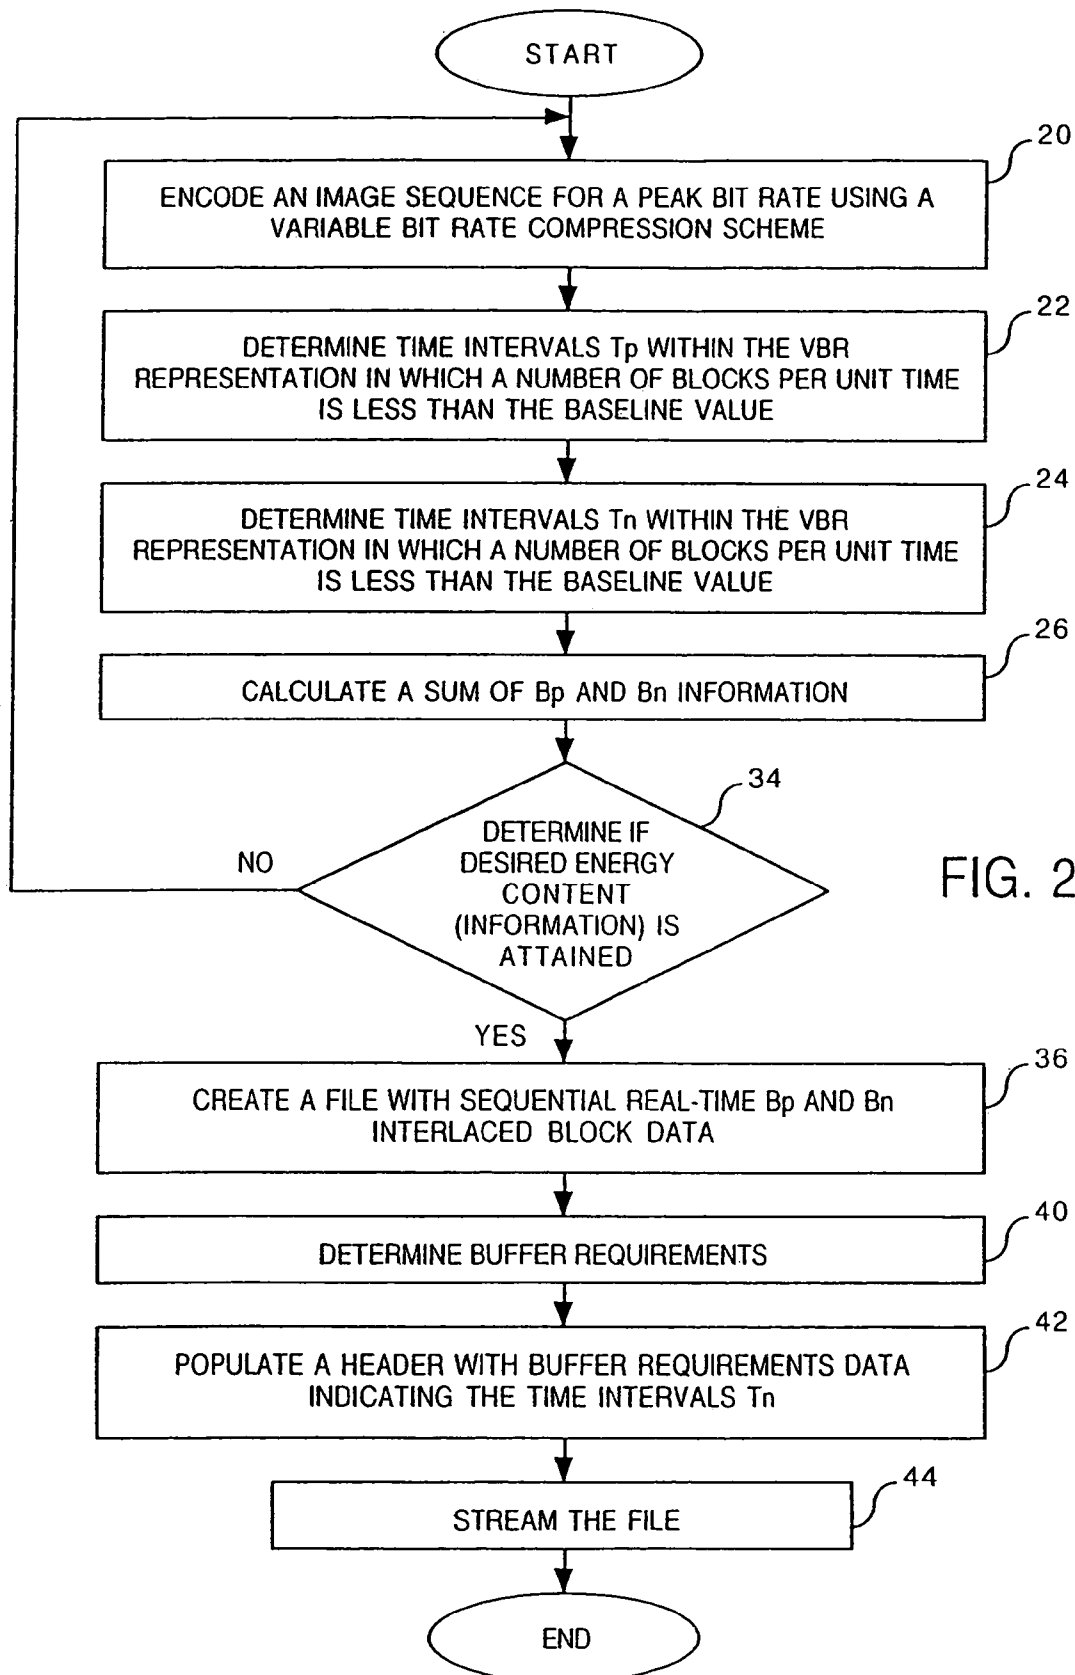 START
20
ENCODE AN IMAGE SEQUENCE FOR A PEAK BIT RATE USING A
VARIABLE BIT RATE COMPRESSION SCHEME
22
DETERMINE TIME INTERVALS Tp WITHIN THE VBR
REPRESENTATION IN WHICH A NUMBER OF BLOCKS PER UNIT TIME
IS LESS THAN THE BASELINE VALUE
24
DETERMINE TIME INTERVALS Tn WITHIN THE VBR
REPRESENTATION IN WHICH A NUMBER OF BLOCKS PER UNIT TIME
IS LESS THAN THE BASELINE VALUE
26
CALCULATE A SUM OF Bp AND Bn INFORMATION
34
DETERMINE IF
DESIRED ENERGY
CONTENT
(INFORMATION) IS
ATTAINED
NO
FIG. 2
YES
36
CREATE A FILE WITH SEQUENTIAL REAL-TIME Bp AND Bn
INTERLACED BLOCK DATA
40
DETERMINE BUFFER REQUIREMENTS
42
POPULATE A HEADER WITH BUFFER REQUIREMENTS DATA
INDICATING THE TIME INTERVALS Tn
44
STREAM THE FILE
END